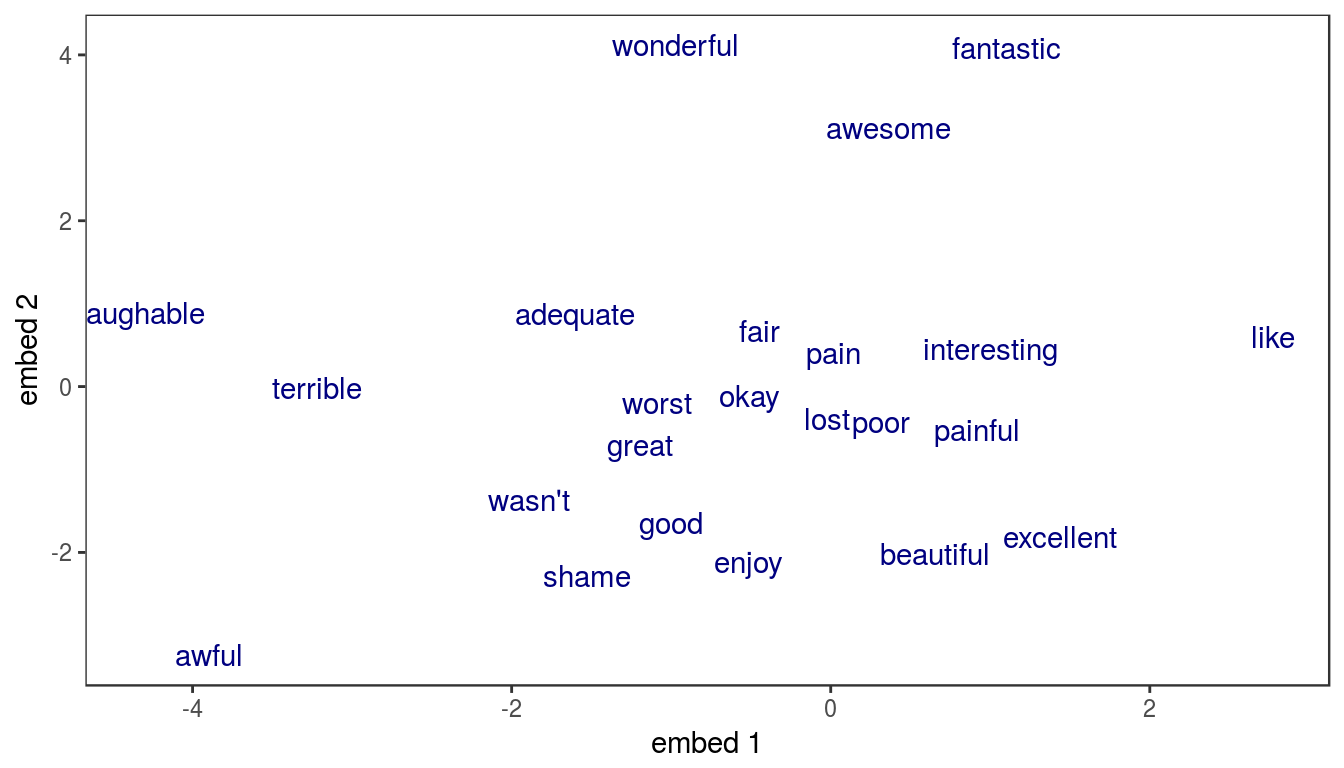 wonderful fantastic
awesome
aughable adequate fair pain interesting like
terrible worst okay lost poor painful
great
wasn't good enjoy beautiful excellent
shame
awful
embed 2
4
2
0
-2
-4 -2 0 2
embed 1